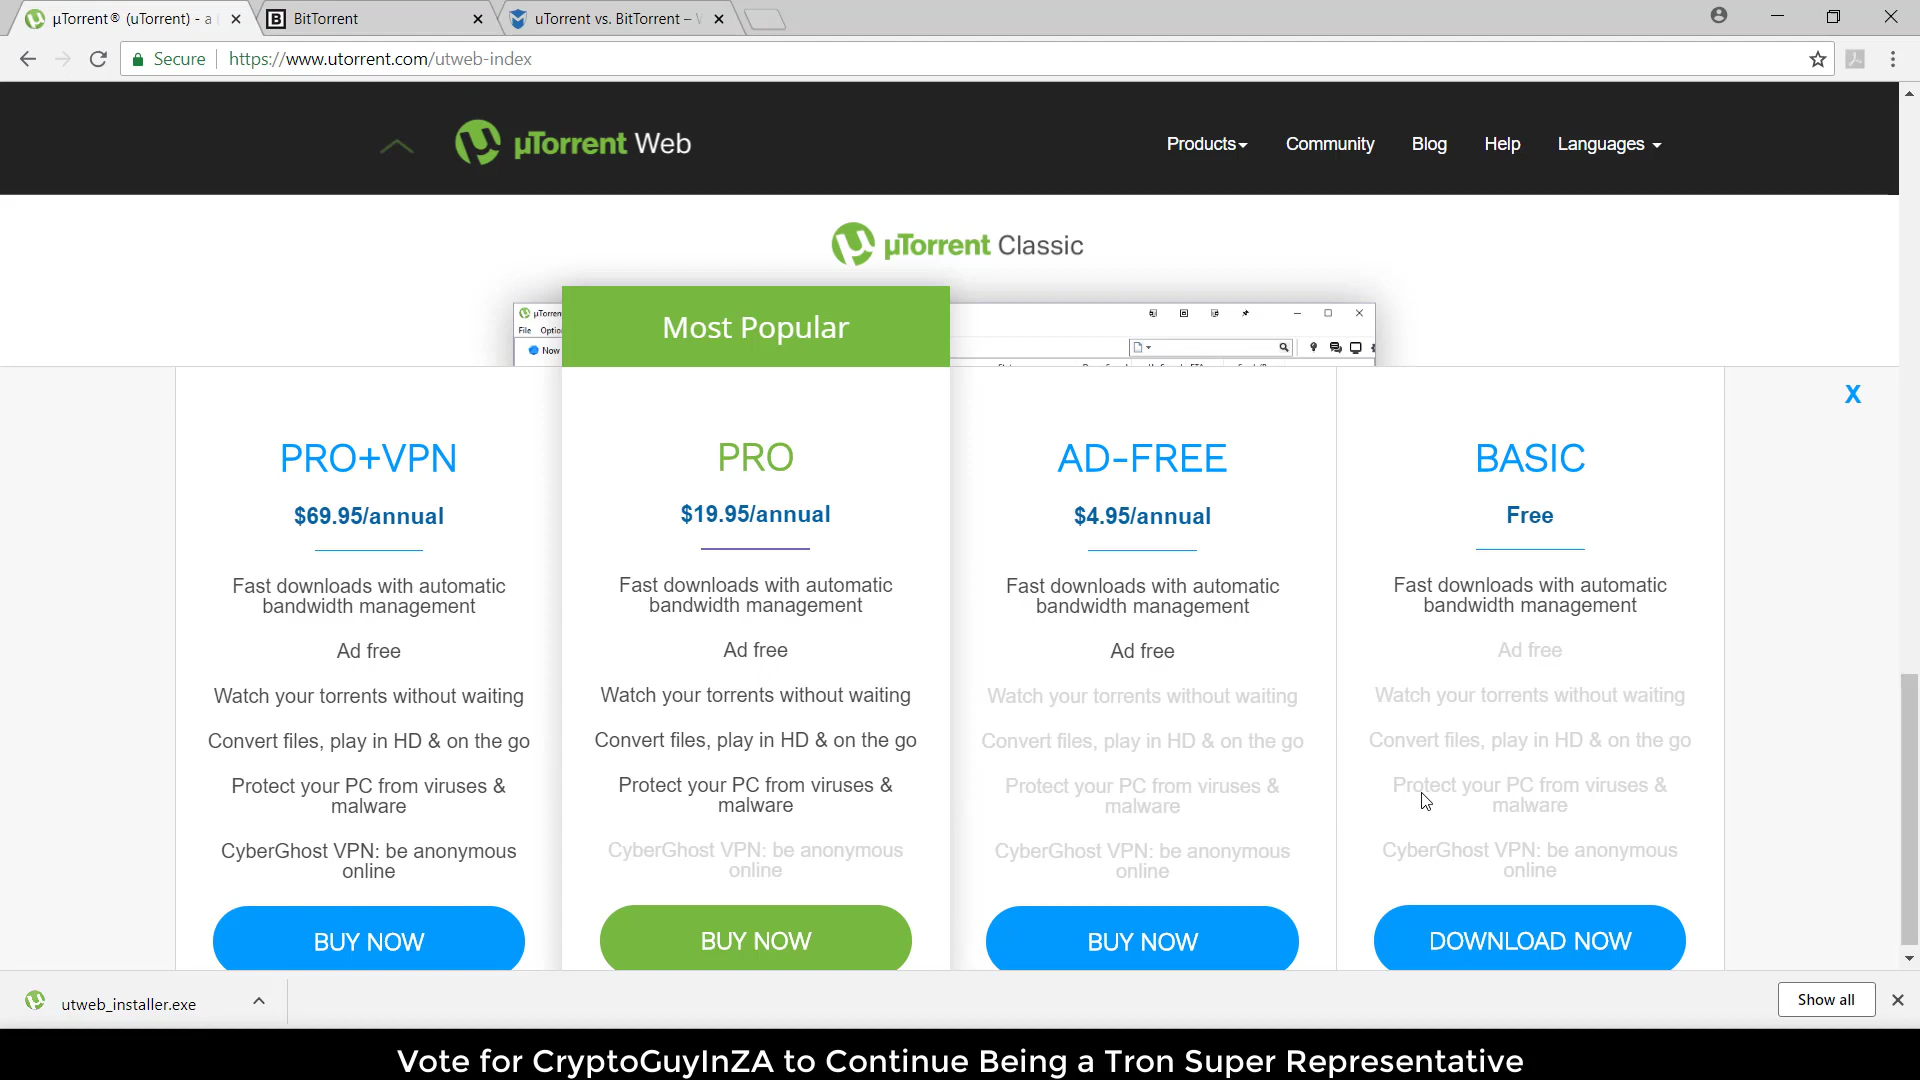 µTorrent® (uTorrent) - a
BitTorrent
uTorrent vs. BitTorrent –
Secure
https://www.utorrent.com/utweb-index
µTorrent Web
Products
Community
Blog
Help
Languages
µTorrent Classic
Most Popular
File
Now
X
PRO+VPN
$69.95/annual
Fast downloads with automatic
bandwidth management
Ad free
Watch your torrents without waiting
Convert files, play in HD & on the go
Protect your PC from viruses &
malware
CyberGhost VPN: be anonymous
online
BUY NOW
PRO
$19.95/annual
Fast downloads with automatic
bandwidth management
Ad free
Watch your torrents without waiting
Convert files, play in HD & on the go
Protect your PC from viruses &
malware
CyberGhost VPN: be anonymous
online
BUY NOW
AD-FREE
$4.95/annual
Fast downloads with automatic
bandwidth management
Ad free
Watch your torrents without waiting
Convert files, play in HD & on the go
Protect your PC from viruses &
malware
CyberGhost VPN: be anonymous
online
BUY NOW
BASIC
Free
Fast downloads with automatic
bandwidth management
Ad free
Watch your torrents without waiting
Convert files, play in HD & on the go
Protect your PC from viruses &
malware
CyberGhost VPN: be anonymous
online
DOWNLOAD NOW
utweb_installer.exe
Show all
Vote for CryptoGuyInZA to Continue Being a Tron Super Representative